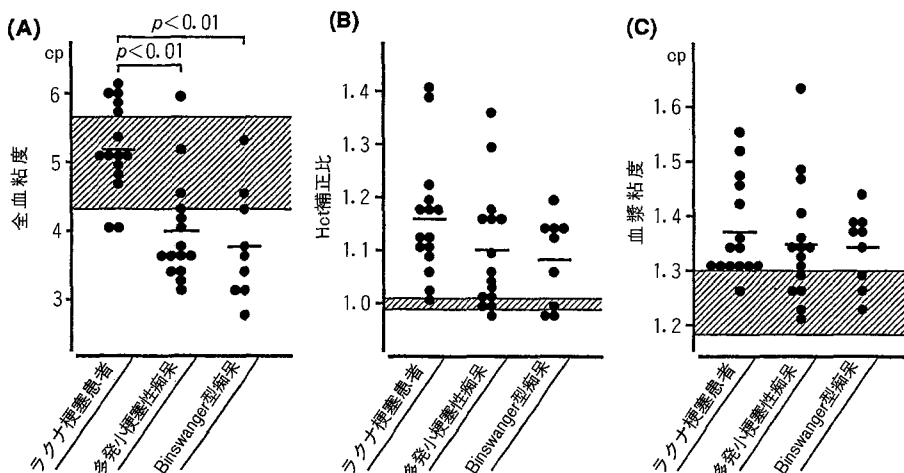 (A)
cp
p<0.01
p<0.01
6
5
4
3
全血粘度
ラクナ梗塞患者
多発小梗塞性痴呆
Binswanger型痴呆
(B)
1.4
1.3
1.2
1.1
1.0
Hct補正比
ラクナ梗塞患者
多発小梗塞性痴呆
Binswanger型痴呆
(C)
cp
1.6
1.5
1.4
1.3
1.2
血漿粘度
ラクナ梗塞患者
多発小梗塞性痴呆
Binswanger型痴呆